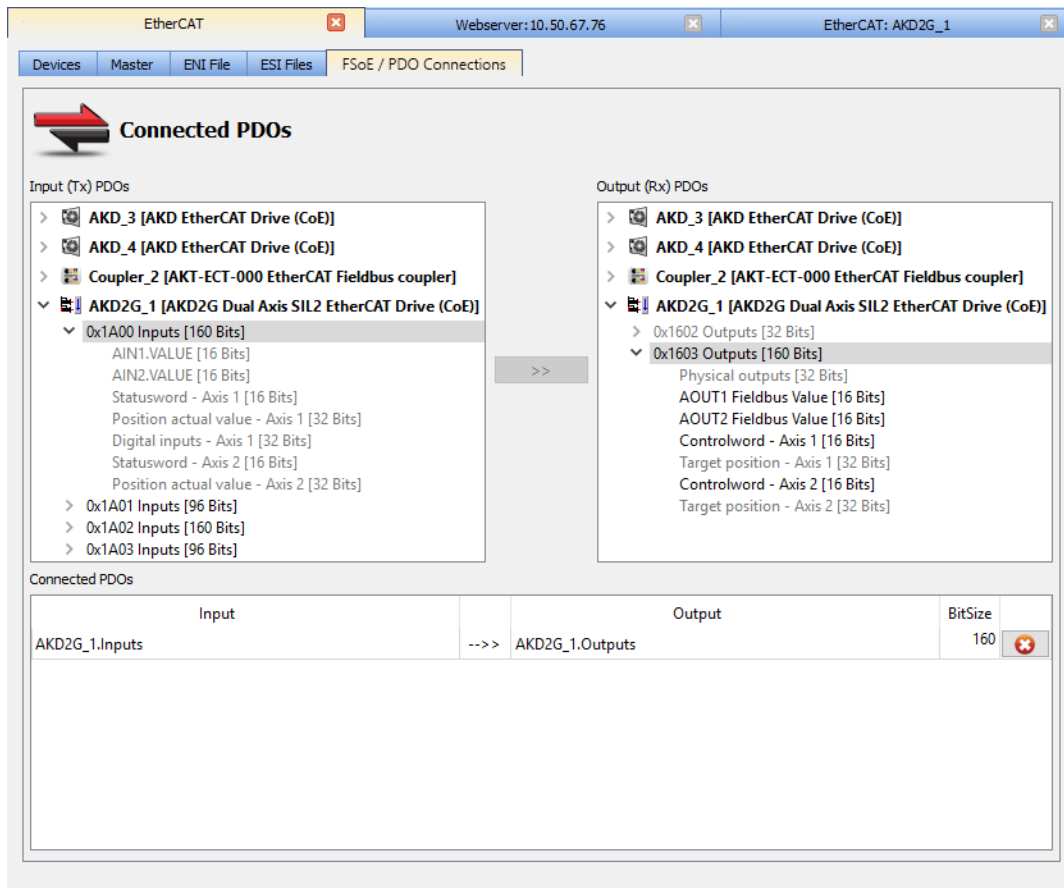 EtherCAT Webserver:10.50.67.76 EtherCAT: AKD2G_1
Devices Master ENI File ESI Files FSoE / PDO Connections
Connected PDOs
Input (Tx) PDOs
AKD_3 [AKD EtherCAT Drive (CoE)]
AKD_4 [AKD EtherCAT Drive (CoE)]
Coupler_2 [AKT-ECT-000 EtherCAT Fieldbus coupler]
AKD2G_1 [AKD2G Dual Axis SIL2 EtherCAT Drive (CoE)]
0x1A00 Inputs [160 Bits]
AIN1.VALUE [16 Bits]
AIN2.VALUE [16 Bits]
Statusword - Axis 1 [16 Bits]
Position actual value - Axis 1 [32 Bits]
Digital inputs - Axis 1 [32 Bits]
Statusword - Axis 2 [16 Bits]
Position actual value - Axis 2 [32 Bits]
0x1A01 Inputs [96 Bits]
0x1A02 Inputs [160 Bits]
0x1A03 Inputs [96 Bits]
>>
Output (Rx) PDOs
AKD_3 [AKD EtherCAT Drive (CoE)]
AKD_4 [AKD EtherCAT Drive (CoE)]
Coupler_2 [AKT-ECT-000 EtherCAT Fieldbus coupler]
AKD2G_1 [AKD2G Dual Axis SIL2 EtherCAT Drive (CoE)]
0x1602 Outputs [32 Bits]
0x1603 Outputs [160 Bits]
Physical outputs [32 Bits]
AOUT1 Fieldbus Value [16 Bits]
AOUT2 Fieldbus Value [16 Bits]
Controlword - Axis 1 [16 Bits]
Target position - Axis 1 [32 Bits]
Controlword - Axis 2 [16 Bits]
Target position - Axis 2 [32 Bits]
Connected PDOs
Input Output BitSize
AKD2G_1.Inputs -->> AKD2G_1.Outputs 160